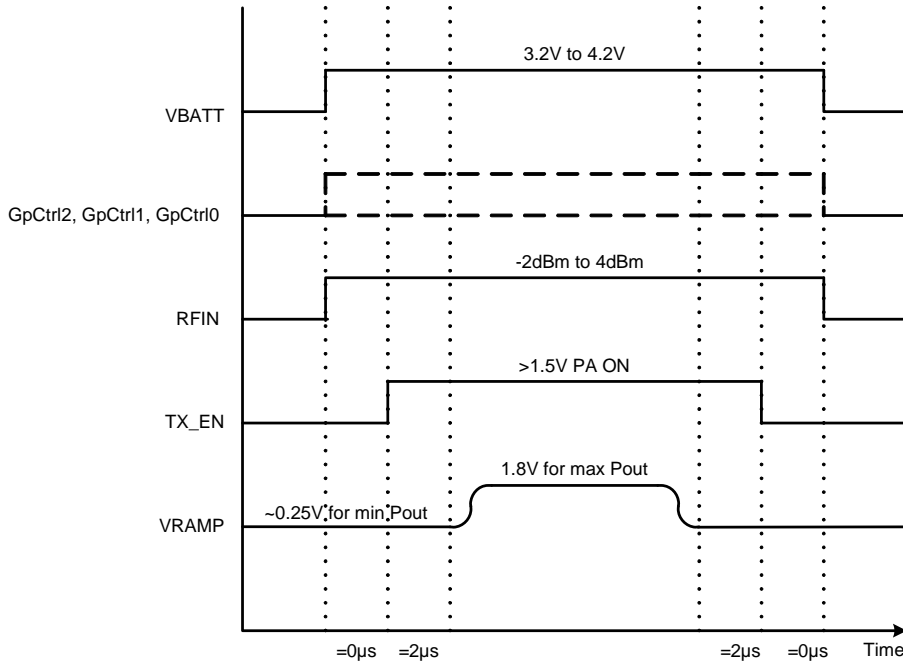 3.2V to 4.2V
VBATT
GpCtrl2, GpCtrl1, GpCtrl0
-2dBm to 4dBm
RFIN
>1.5V PA ON
TX_EN
1.8V for max Pout
~0.25V for min Pout
VRAMP
=0µs =2µs =2µs =0µs Time